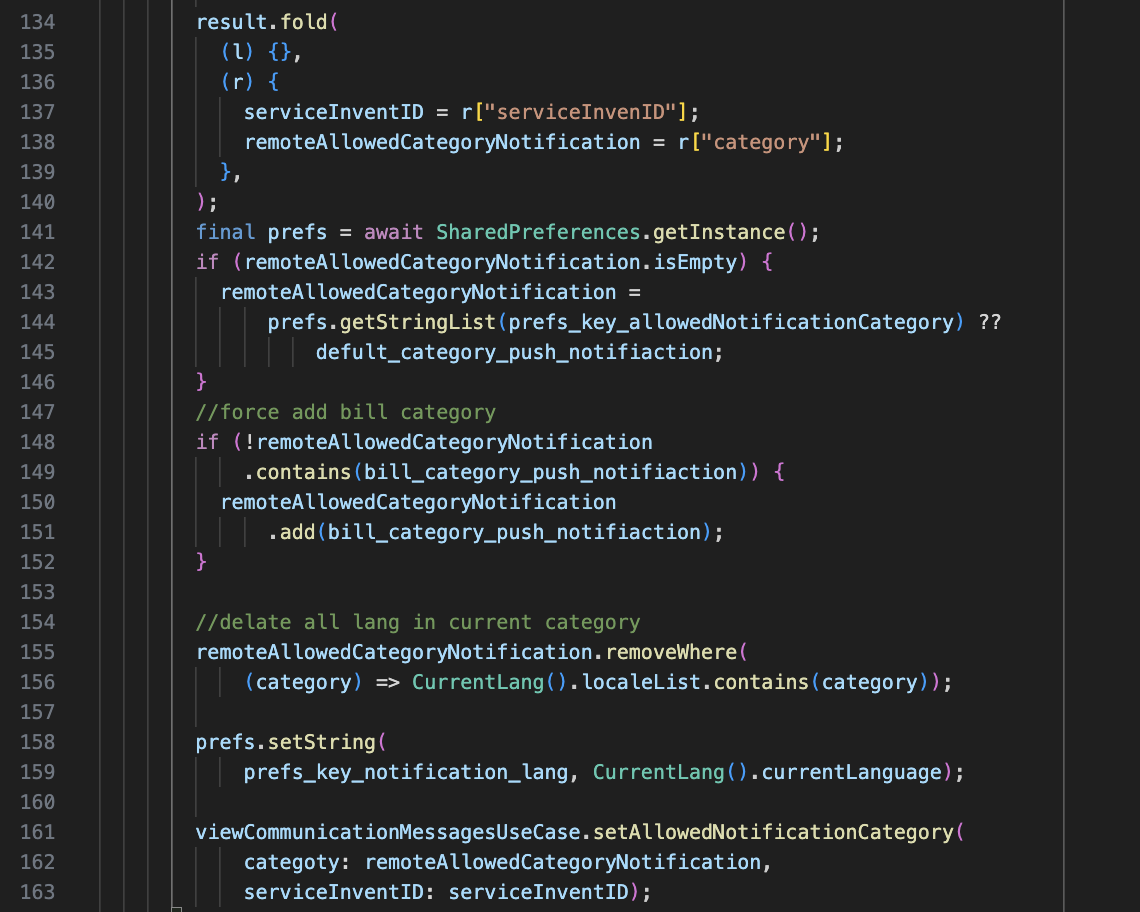 134 result.fold(
135 (l) {},
136 (r) {
137 serviceInventID = r["serviceInvenID"];
138 remoteAllowedCategoryNotification = r["category"];
139 },
140 );
141 final prefs = await SharedPreferences.getInstance();
142 if (remoteAllowedCategoryNotification.isEmpty) {
143 remoteAllowedCategoryNotification =
144 prefs.getStringList(prefs_key_allowedNotificationCategory) ??
145 defult_category_push_notifiaction;
146 }
147 //force add bill category
148 if (!remoteAllowedCategoryNotification
149 .contains(bill_category_push_notifiaction)) {
150 remoteAllowedCategoryNotification
151 .add(bill_category_push_notifiaction);
152 }
153
154 //delate all lang in current category
155 remoteAllowedCategoryNotification.removeWhere(
156 (category) => CurrentLang().localeList.contains(category));
157
158 prefs.setString(
159 prefs_key_notification_lang, CurrentLang().currentLanguage);
160
161 viewCommunicationMessagesUseCase.setAllowedNotificationCategory(
162 categoty: remoteAllowedCategoryNotification,
163 serviceInventID: serviceInventID);